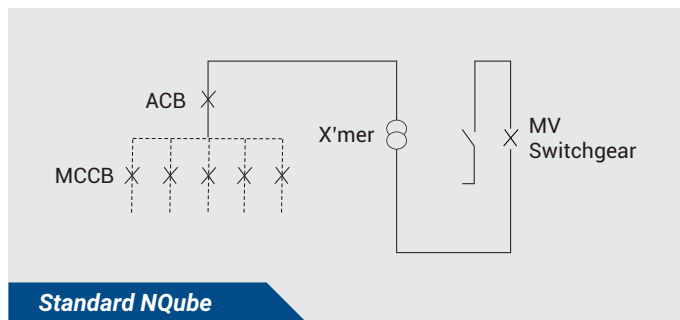 ACB
X'mer
MV
Switchgear
MCCB
Standard NQube